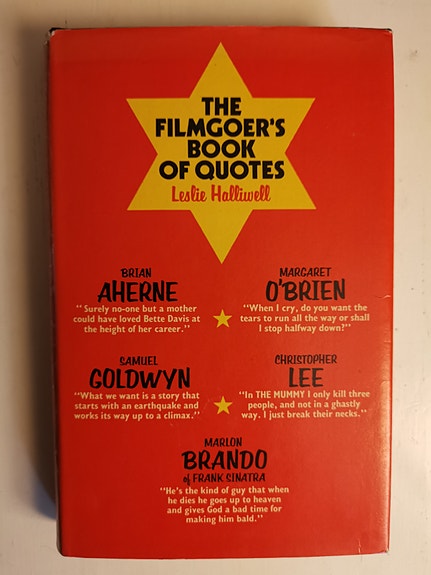 THE
FILMGOER'S
BOOK
OF QUOTES
Leslie Halliwell
BRIAN
AHERNE
"Surely no-one but a mother
could have loved Bette Davis at
the height of her career."
MARGARET
O'BRIEN
"When I cry, do you want the
tears to run all the way or shall
I stop halfway down?"
SAMUEL
GOLDWYN
"What we want is a story that
starts with an earthquake and
works its way up to a climax."
CHRISTOPHER
LEE
"In THE MUMMY I only kill three
people, and not in a ghastly
way. I just break their necks."
MARLON
BRANDO
of FRANK SINATRA
"He's the kind of guy that when
he dies he goes up to heaven
and gives God a bad time for
making him bald."